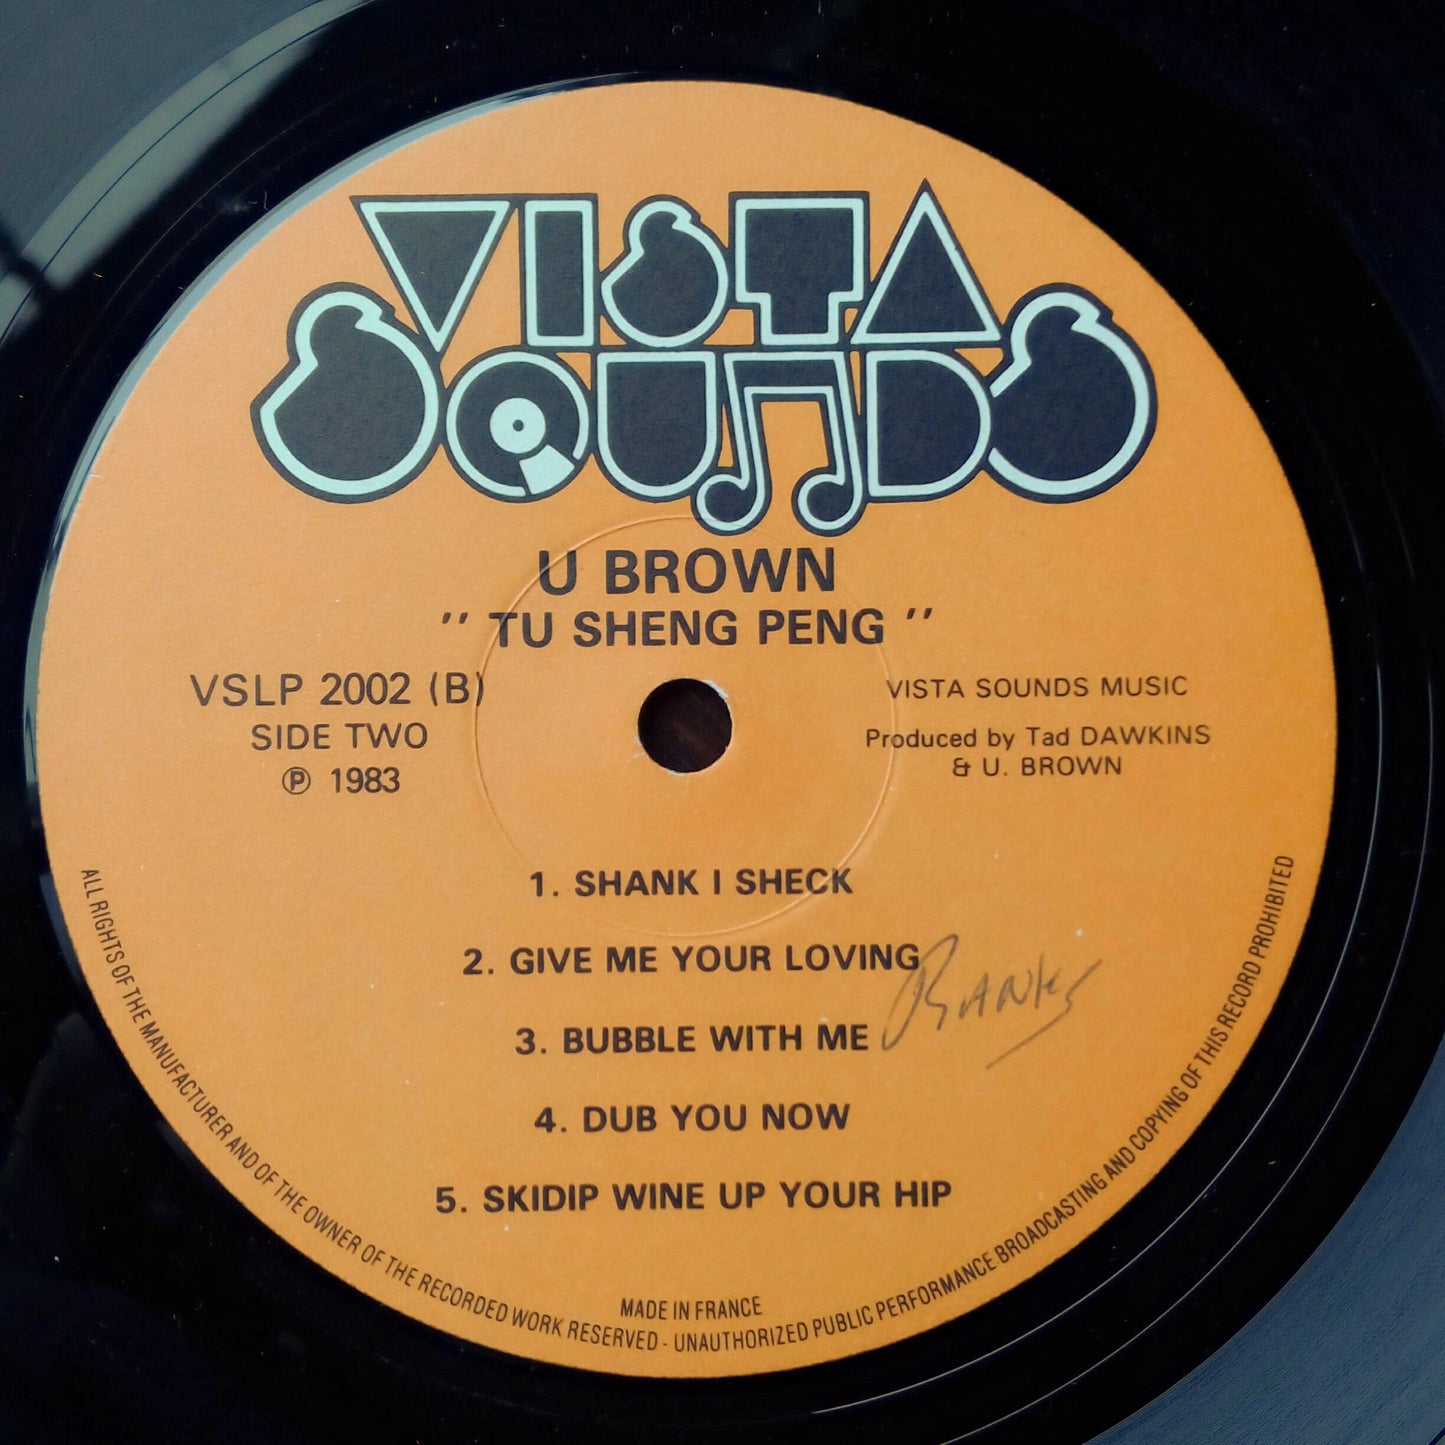 VISTA
SOUNDS
U BROWN
" TU SHENG PENG "
VSLP 2002 (B)
SIDE TWO
℗ 1983
VISTA SOUNDS MUSIC
Produced by Tad DAWKINS
& U. BROWN
1. SHANK I SHECK
2. GIVE ME YOUR LOVING
3. BUBBLE WITH ME
4. DUB YOU NOW
5. SKIDIP WINE UP YOUR HIP
MADE IN FRANCE
ALL RIGHTS OF THE MANUFACTURER AND OF THE OWNER OF THE RECORDED WORK RESERVED - UNAUTHORIZED PUBLIC PERFORMANCE BROADCASTING AND COPYING OF THIS RECORD PROHIBITED